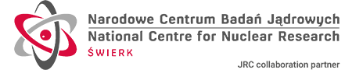 Narodowe Centrum Badań Jądrowych
National Centre for Nuclear Research
ŚWIERK
JRC collaboration partner